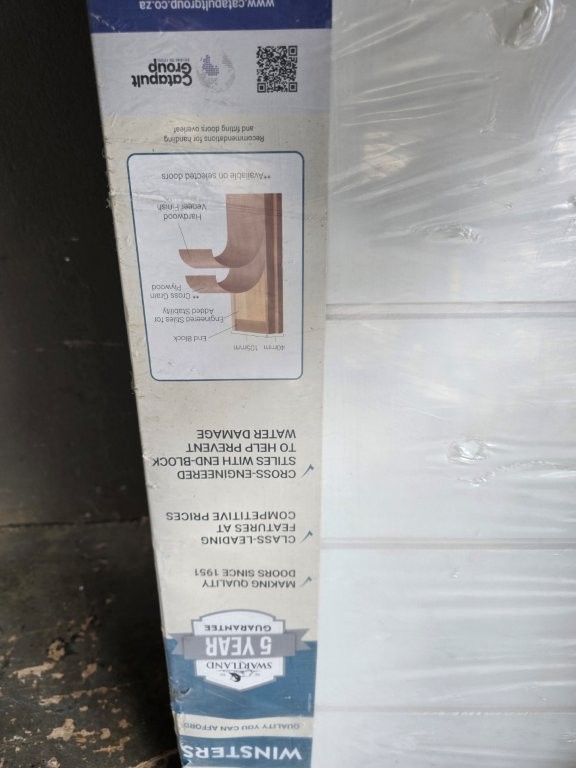 WINSTERS
QUALITY YOU CAN AFFORD
SWARTLAND
5 YEAR
GUARANTEE
✓ MAKING QUALITY
DOORS SINCE 1951
✓ CLASS-LEADING
FEATURES AT
COMPETITIVE PRICES
✓ CROSS-ENGINEERED
STILES WITH END-BLOCK
TO HELP PREVENT
WATER DAMAGE
40mm 105mm
End Block
Engineered Stiles for
Added Stability
** Cross Grain
Plywood
Hardwood
Veneer Finish
**Available on selected doors
Recommendations for handling
and fitting doors overleaf
Catapult
Group
www.catapultgroup.co.za